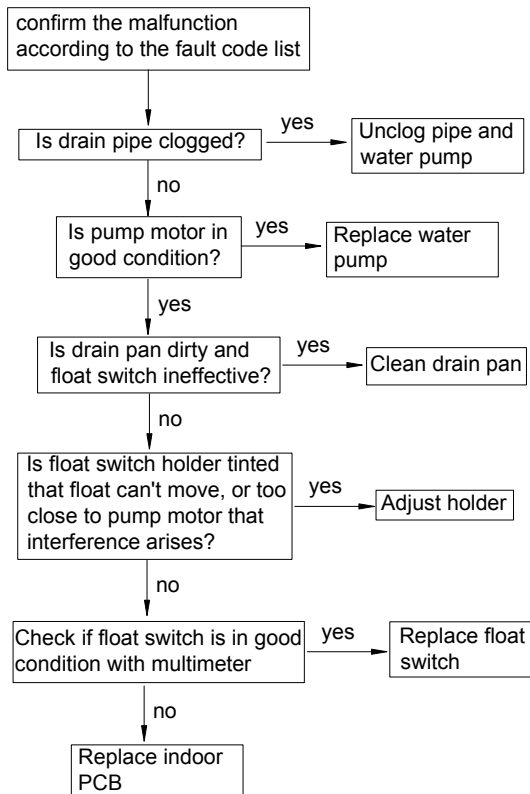 confirm the malfunction
according to the fault code list
Is drain pipe clogged?
yes
Unclog pipe and
water pump
no
Is pump motor in
good condition?
yes
Replace water
pump
yes
Is drain pan dirty and
float switch ineffective?
yes
Clean drain pan
no
Is float switch holder tinted
that float can't move, or too
close to pump motor that
interference arises?
yes
Adjust holder
no
Check if float switch is in good
condition with multimeter
yes
Replace float
switch
no
Replace indoor
PCB